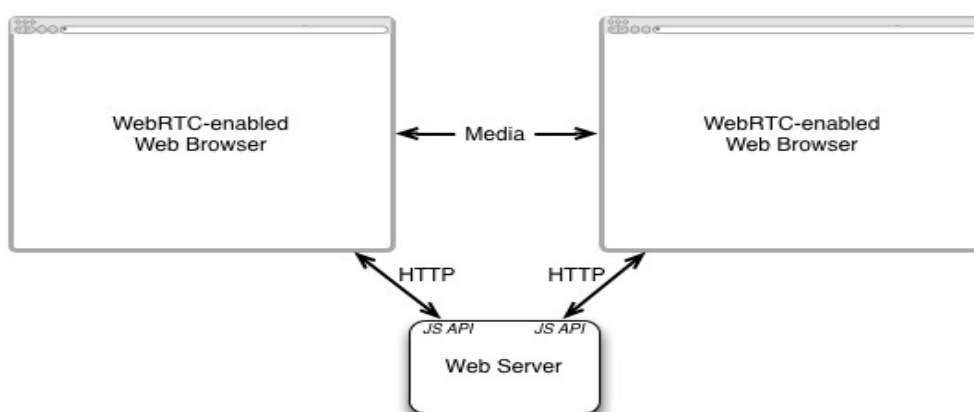 WebRTC-enabled
Web Browser
Media
WebRTC-enabled
Web Browser
HTTP
HTTP
JS API
JS API
Web Server